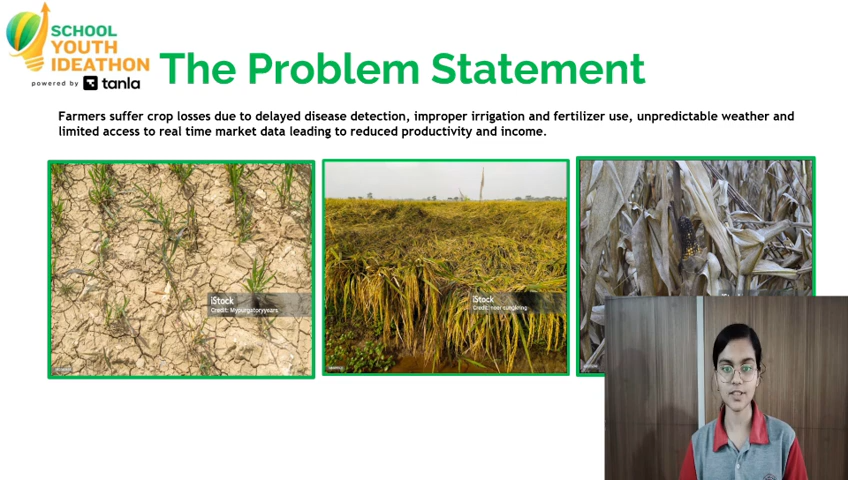 SCHOOL
YOUTH
IDEATHON
powered by tanla
The Problem Statement
Farmers suffer crop losses due to delayed disease detection, improper irrigation and fertilizer use, unpredictable weather and
limited access to real time market data leading to reduced productivity and income.
iStock
Credit: Mypurgatoryyears
iStock